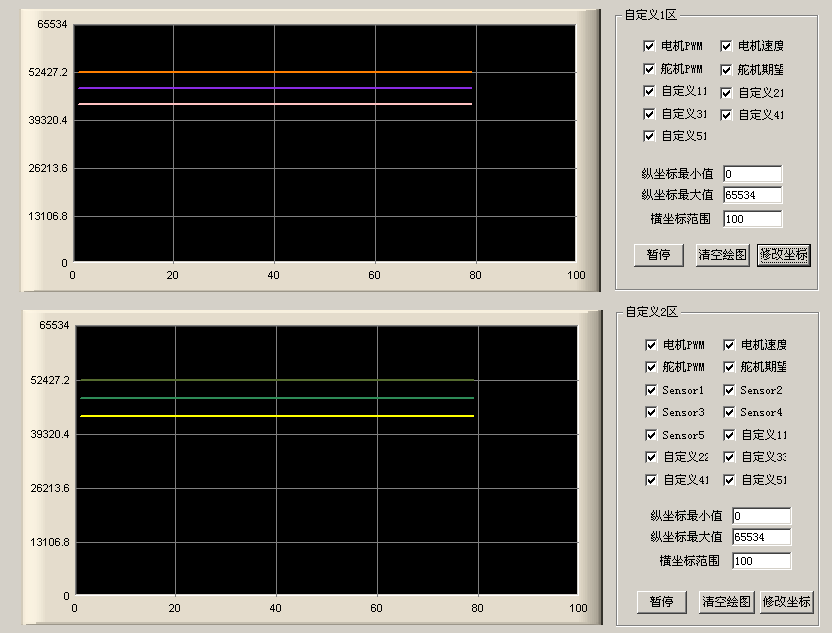 65534
52427.2
39320.4
26213.6
13106.8
0
0 20 40 60 80 100
自定义1区
电机PWM 电机速度
舵机PWM 舵机期望
自定义11 自定义21
自定义31 自定义41
自定义51
纵坐标最小值 0
纵坐标最大值 65534
横坐标范围 100
暂停 清空绘图 修改坐标
65534
52427.2
39320.4
26213.6
13106.8
0
0 20 40 60 80 100
自定义2区
电机PWM 电机速度
舵机PWM 舵机期望
Sensor1 Sensor2
Sensor3 Sensor4
Sensor5 自定义11
自定义22 自定义33
自定义41 自定义51
纵坐标最小值 0
纵坐标最大值 65534
横坐标范围 100
暂停 清空绘图 修改坐标